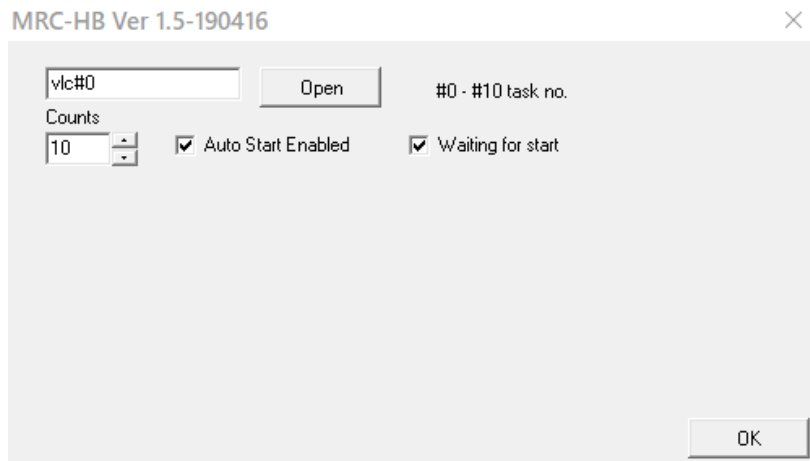 MRC-HB Ver 1.5-190416
vlc#0
Open
#0 - #10 task no.
Counts
10
Auto Start Enabled
Waiting for start
OK